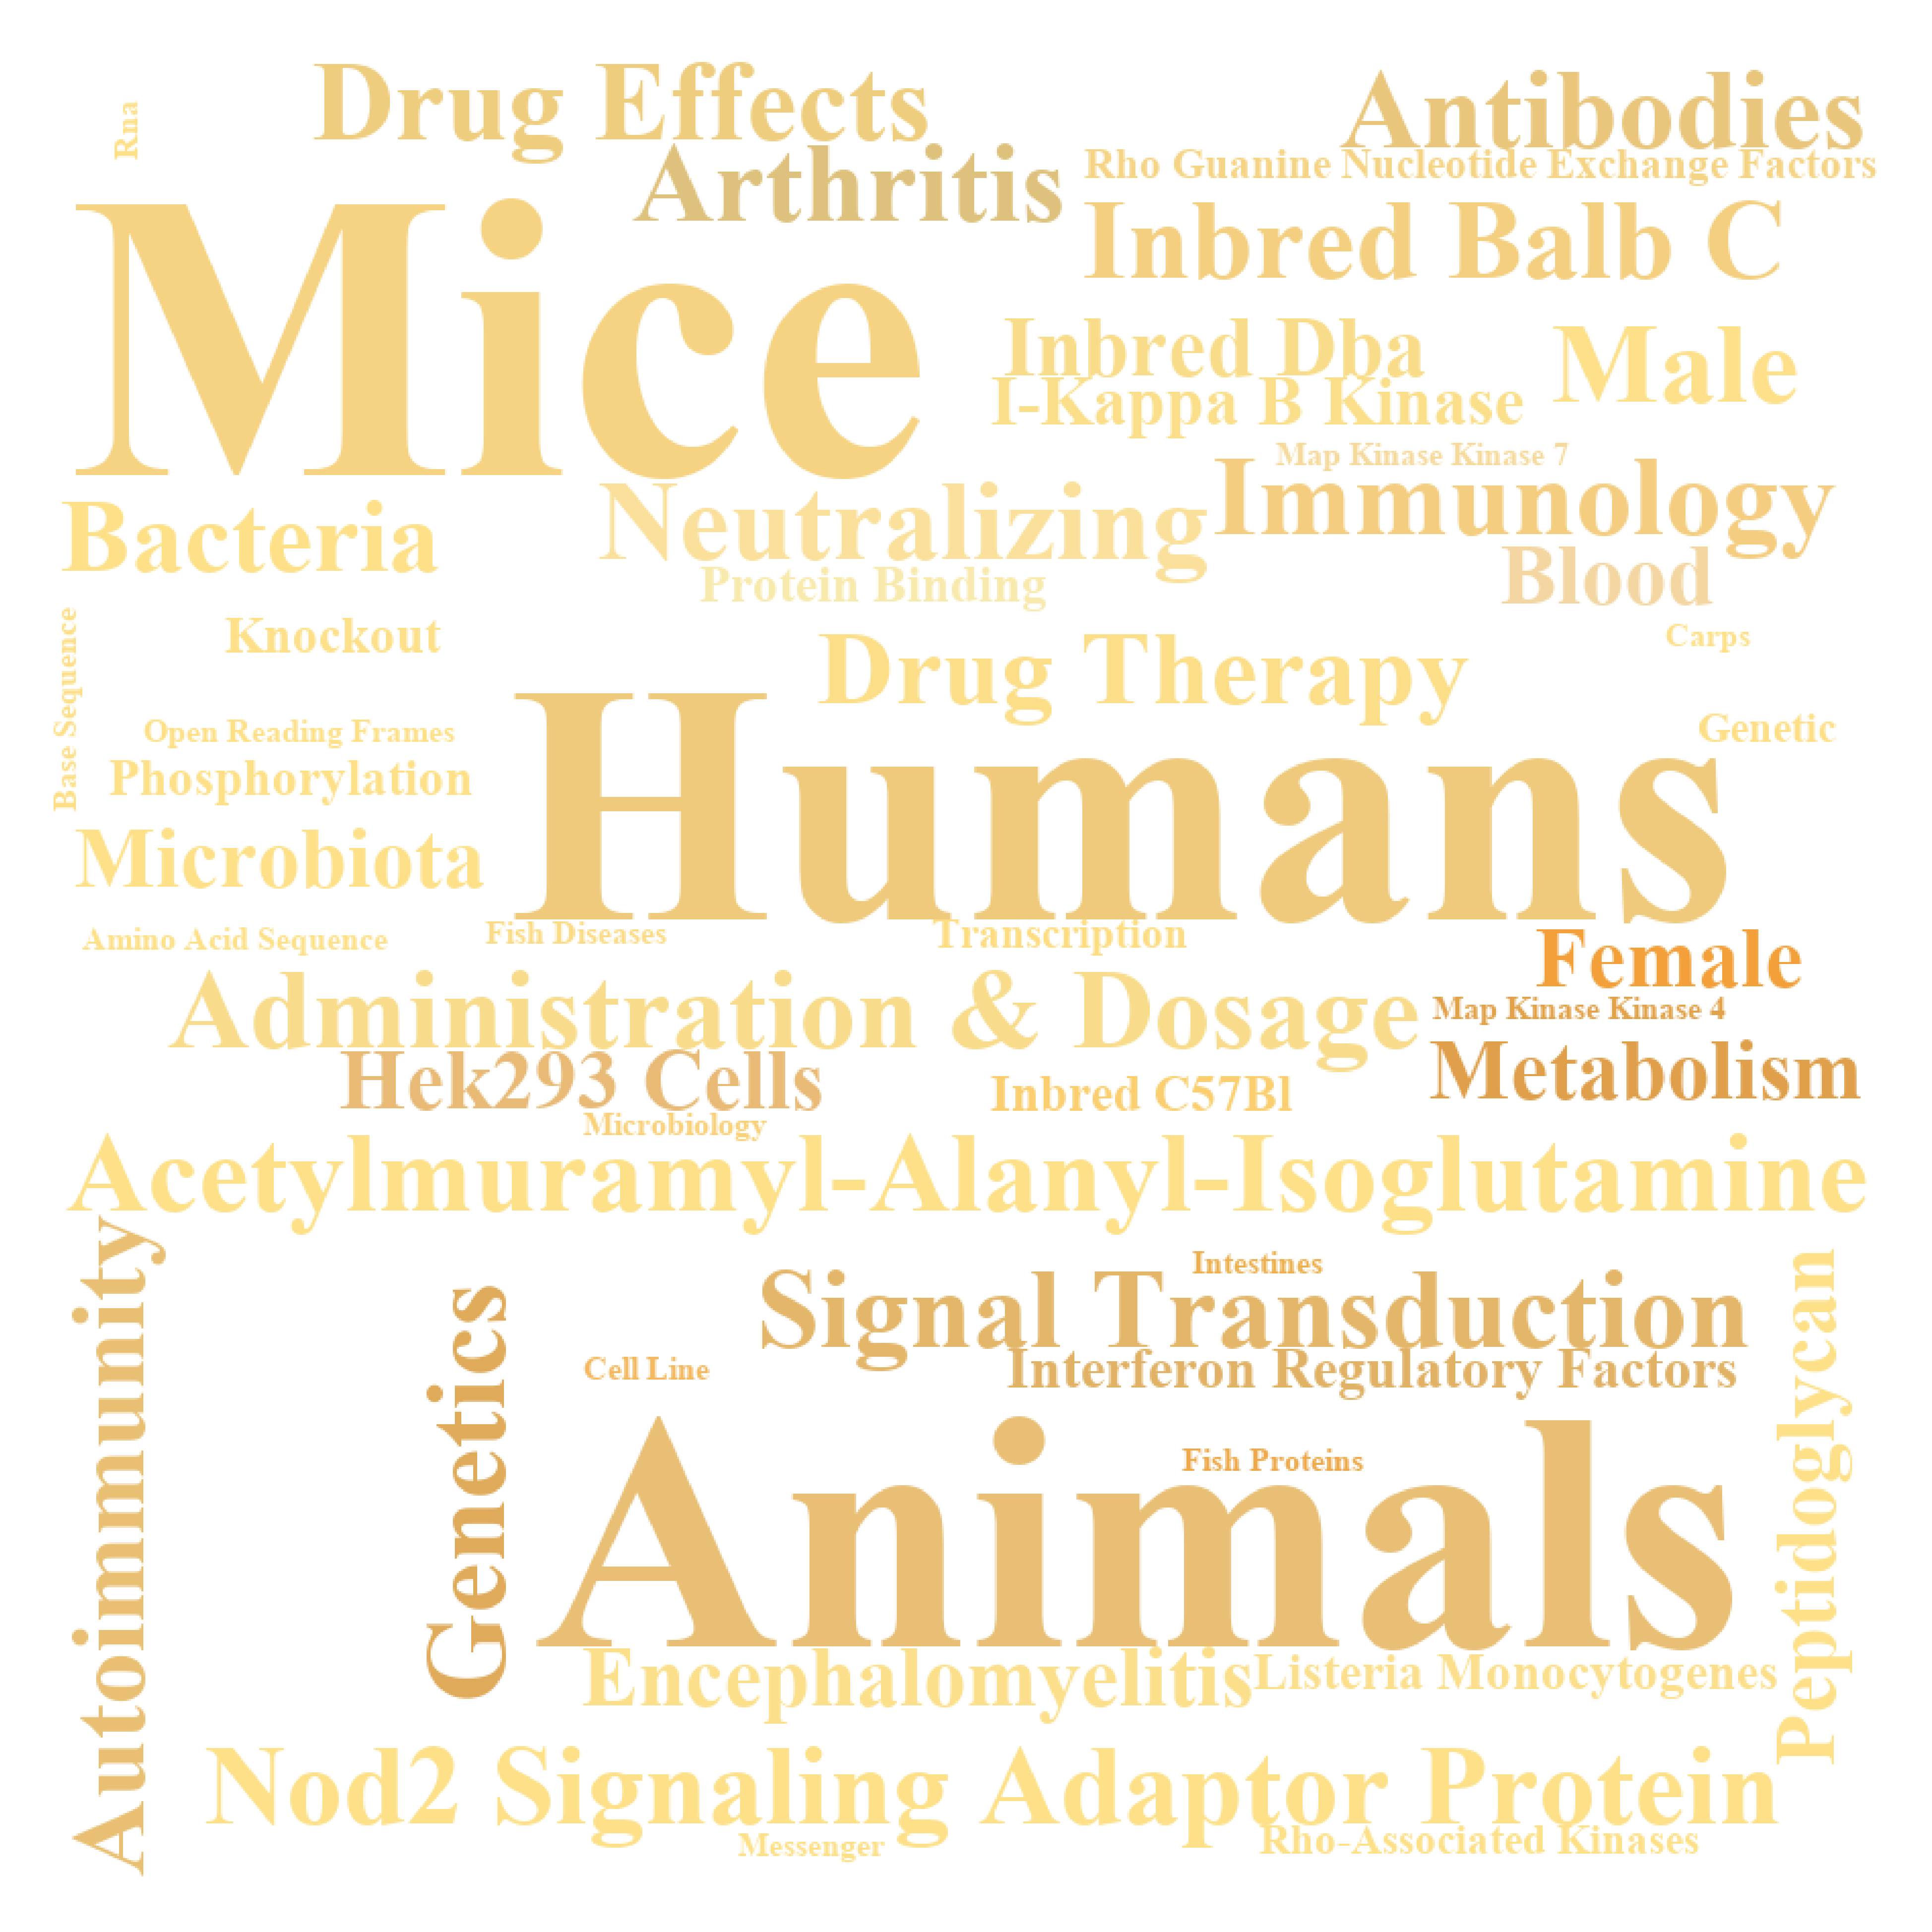 Rna
Drug Effects
Antibodies
Arthritis
Rho Guanine Nucleotide Exchange Factors
Mice
Inbred Balb C
Inbred Dba
Male
I-Kappa B Kinase
Map Kinase Kinase 7
Bacteria
Neutralizing
Immunology
Protein Binding
Blood
Base Sequence
Knockout
Drug Therapy
Carps
Open Reading Frames
Genetic
Phosphorylation
Humans
Microbiota
Amino Acid Sequence
Fish Diseases
Transcription
Female
Administration & Dosage
Map Kinase Kinase 4
Hek293 Cells
Inbred C57Bl
Metabolism
Microbiology
Acetylmuramyl-Alanyl-Isoglutamine
Autoimmunity
Genetics
Intestines
Signal Transduction
Peptidoglycan
Cell Line
Interferon Regulatory Factors
Fish Proteins
Animals
Encephalomyelitis
Listeria Monocytogenes
Nod2 Signaling Adaptor Protein
Messenger
Rho-Associated Kinases